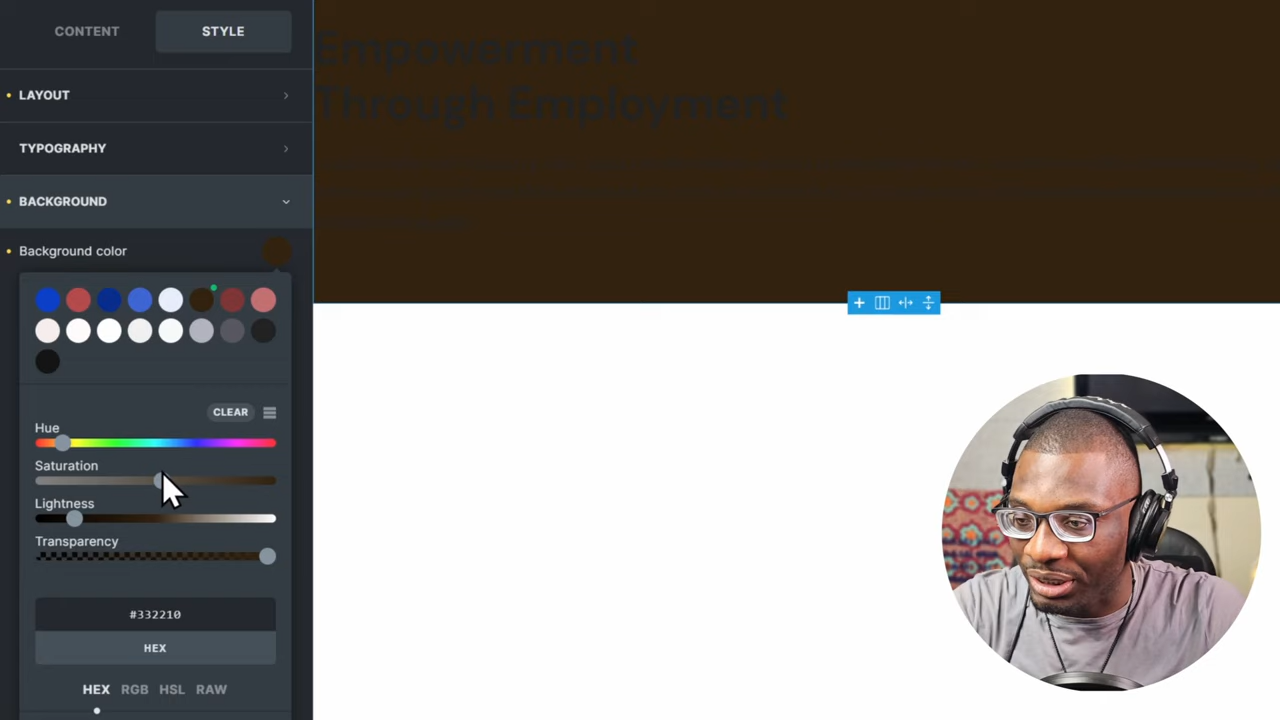 CONTENT
STYLE
LAYOUT
TYPOGRAPHY
BACKGROUND
Background color
CLEAR
Hue
Saturation
Lightness
Transparency
#332210
HEX
HEX RGB HSL RAW
Empowerment
Through Employment